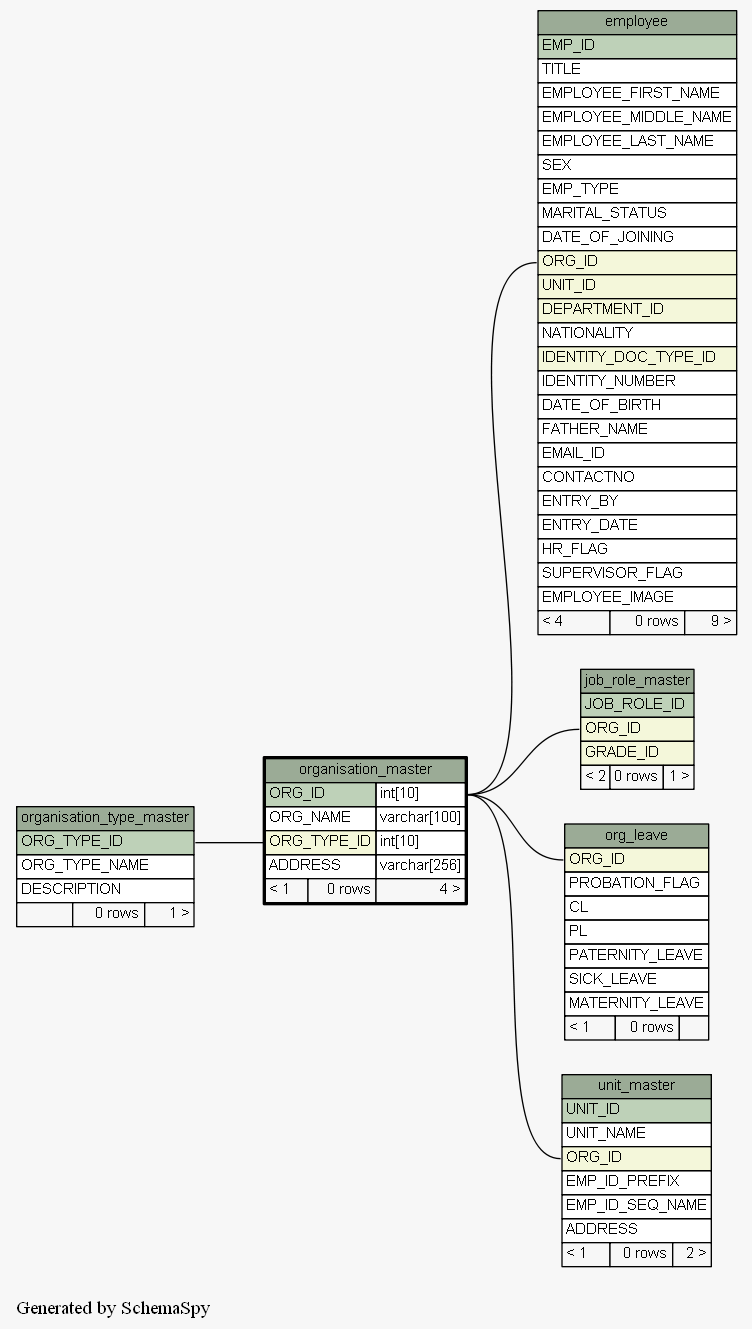 employee
EMP_ID
TITLE
EMPLOYEE_FIRST_NAME
EMPLOYEE_MIDDLE_NAME
EMPLOYEE_LAST_NAME
SEX
EMP_TYPE
MARITAL_STATUS
DATE_OF_JOINING
ORG_ID
UNIT_ID
DEPARTMENT_ID
NATIONALITY
IDENTITY_DOC_TYPE_ID
IDENTITY_NUMBER
DATE_OF_BIRTH
FATHER_NAME
EMAIL_ID
CONTACTNO
ENTRY_BY
ENTRY_DATE
HR_FLAG
SUPERVISOR_FLAG
EMPLOYEE_IMAGE
< 4 0 rows 9 >
job_role_master
JOB_ROLE_ID
ORG_ID
GRADE_ID
< 2 0 rows 1 >
organisation_master
ORG_ID int[10]
ORG_NAME varchar[100]
ORG_TYPE_ID int[10]
ADDRESS varchar[256]
< 1 0 rows 4 >
organisation_type_master
ORG_TYPE_ID
ORG_TYPE_NAME
DESCRIPTION
0 rows 1 >
org_leave
ORG_ID
PROBATION_FLAG
CL
PL
PATERNITY_LEAVE
SICK_LEAVE
MATERNITY_LEAVE
< 1 0 rows
unit_master
UNIT_ID
UNIT_NAME
ORG_ID
EMP_ID_PREFIX
EMP_ID_SEQ_NAME
ADDRESS
< 1 0 rows 2 >
Generated by SchemaSpy